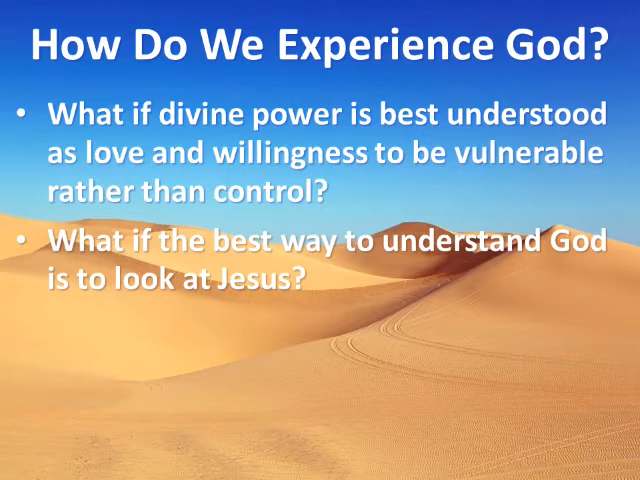 How Do We Experience God?
• What if divine power is best understood
as love and willingness to be vulnerable
rather than control?
• What if the best way to understand God
is to look at Jesus?